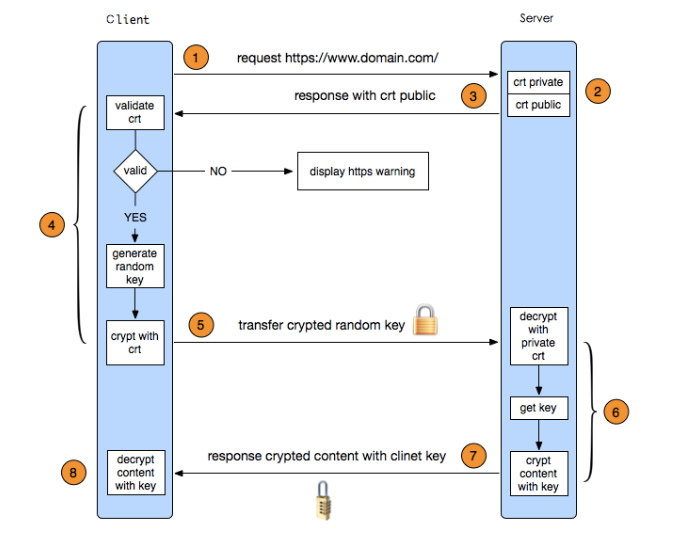 Client
Server
1
request https://www.domain.com/
crt private
2
crt public
response with crt public
3
validate
crt
valid
NO
display https warning
4
YES
generate
random
key
5
transfer crypted random key
crypt with
crt
decrypt
with
private
crt
get key
6
response crypted content with clinet key
7
8
decrypt
content
with key
crypt
content
with key